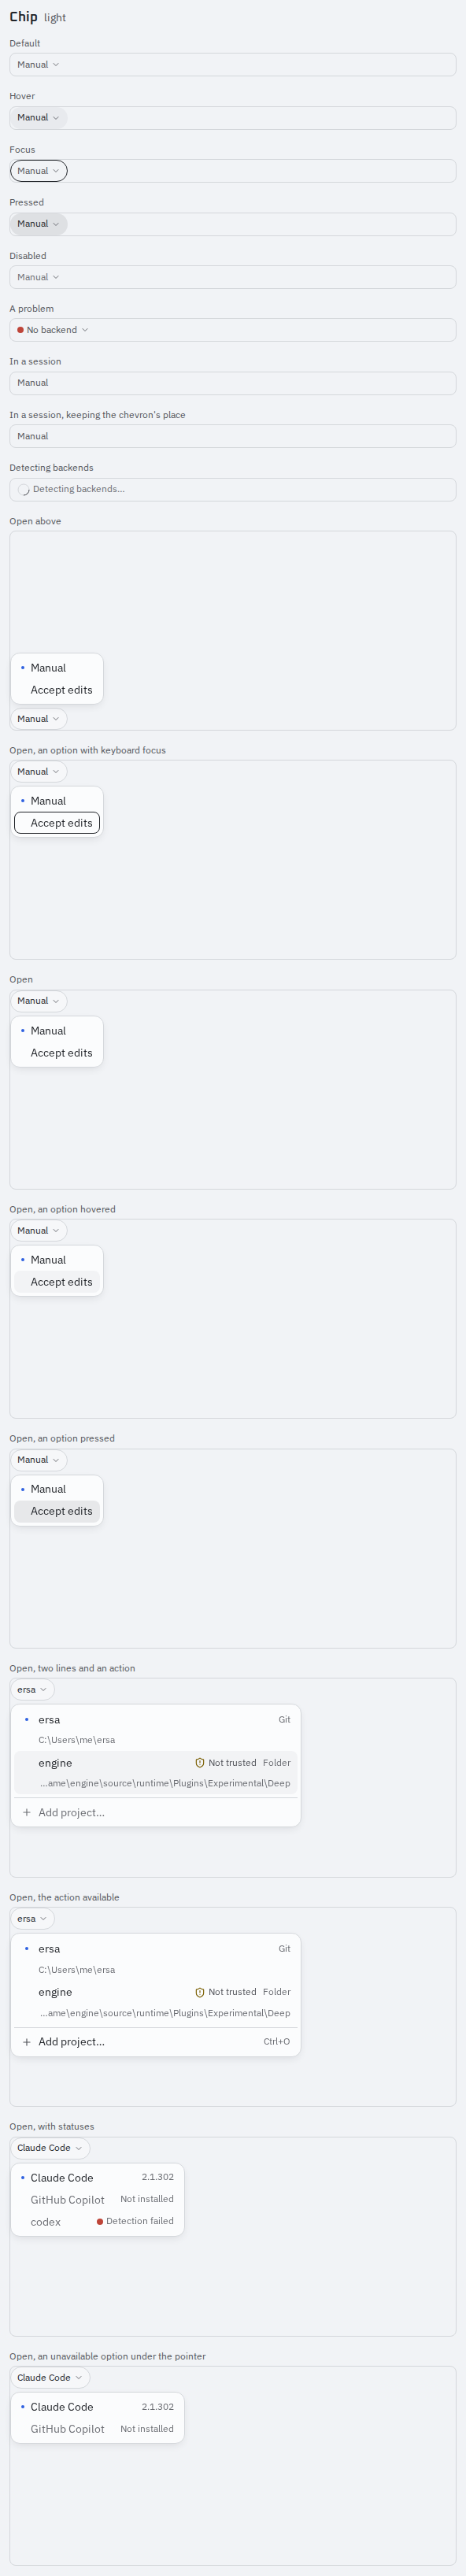 Chip light
Default
Manual
Hover
Manual
Focus
Manual
Pressed
Manual
Disabled
Manual
A problem
No backend
In a session
Manual
In a session, keeping the chevron's place
Manual
Detecting backends
Detecting backends...
Open above
Manual
Accept edits
Manual
Open, an option with keyboard focus
Manual
Manual
Accept edits
Open
Manual
Manual
Accept edits
Open, an option hovered
Manual
Manual
Accept edits
Open, an option pressed
Manual
Manual
Accept edits
Open, two lines and an action
ersa
ersa Git
C:\Users\me\ersa
engine Not trusted Folder
...ame\engine\source\runtime\Plugins\Experimental\Deep
Add project...
Open, the action available
ersa
ersa Git
C:\Users\me\ersa
engine Not trusted Folder
...ame\engine\source\runtime\Plugins\Experimental\Deep
Add project... Ctrl+O
Open, with statuses
Claude Code
Claude Code 2.1.302
GitHub Copilot Not installed
codex Detection failed
Open, an unavailable option under the pointer
Claude Code
Claude Code 2.1.302
GitHub Copilot Not installed